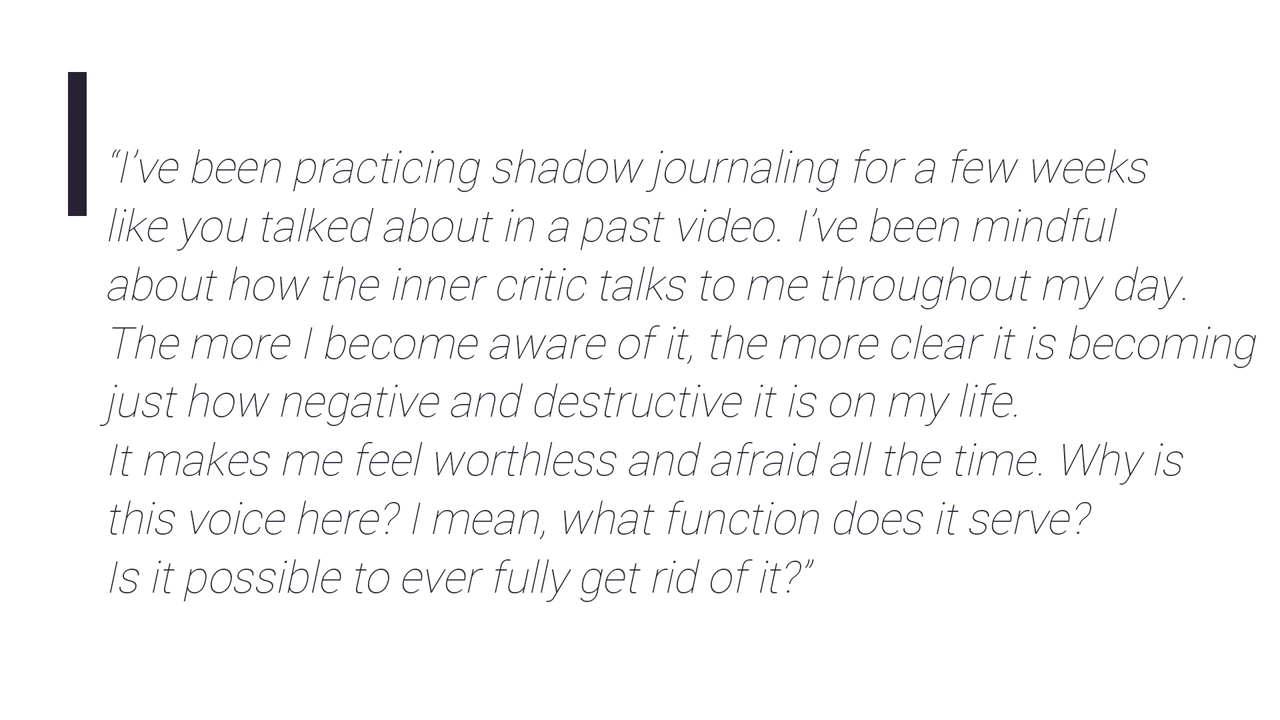 “I’ve been practicing shadow journaling for a few weeks
like you talked about in a past video. I’ve been mindful
about how the inner critic talks to me throughout my day.
The more I become aware of it, the more clear it is becoming
just how negative and destructive it is on my life.
It makes me feel worthless and afraid all the time. Why is
this voice here? I mean, what function does it serve?
Is it possible to ever fully get rid of it?”